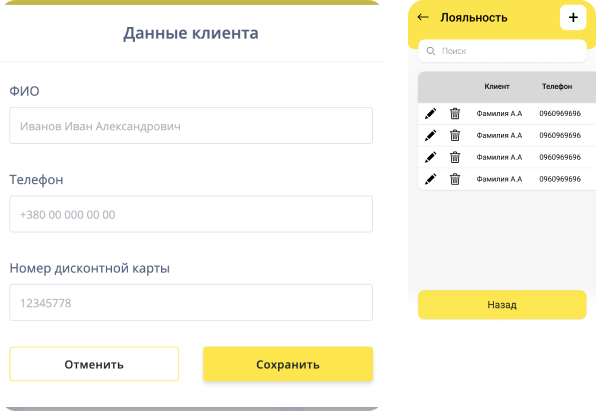 Данные клиента
ФИО
Иванов Иван Александрович
Телефон
+380 00 000 00 00
Номер дисконтной карты
12345778
Отменить
Сохранить
Лояльность
Поиск
Клиент Телефон
Фамилия А.А 0960969696
Фамилия А.А 0960969696
Фамилия А.А 0960969696
Фамилия А.А 0960969696
Назад